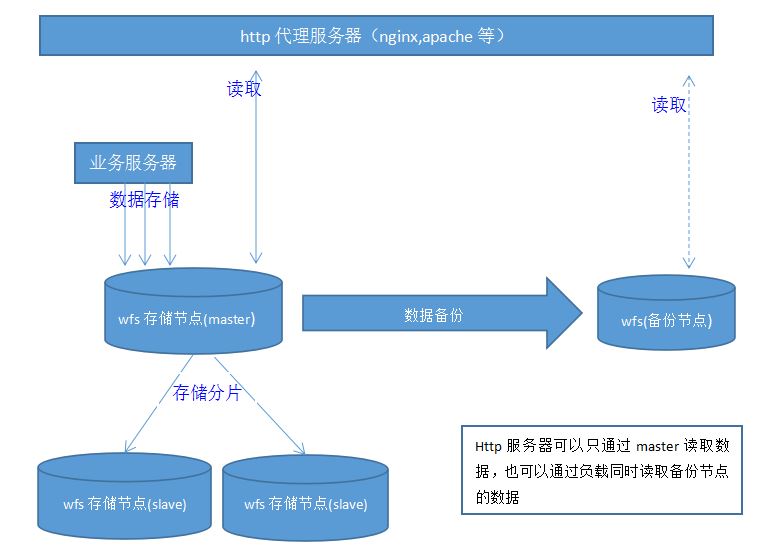 http 代理服务器（nginx,apache 等）
读取
读取
业务服务器
数据存储
wfs 存储节点(master)
数据备份
wfs(备份节点)
存储分片
wfs 存储节点(slave)
wfs 存储节点(slave)
Http 服务器可以只通过 master 读取数
据，也可以通过负载同时读取备份节点
的数据